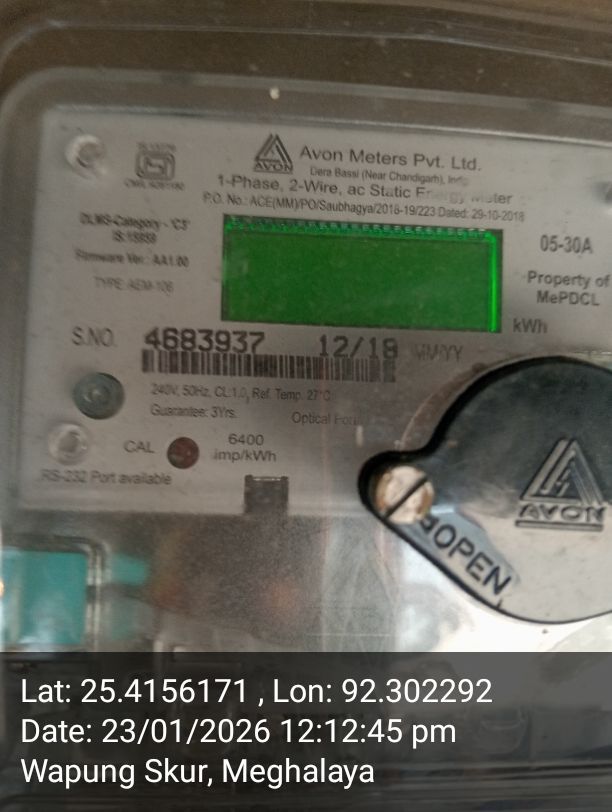 AVON
Avon Meters Pvt. Ltd.
Dera Bassi (Near Chandigarh), India
1-Phase, 2-Wire, ac Static Energy Meter
P.O. No.: ACE(MM)/PO/Saubhagya/2018-19/223 Dated: 29-10-2018
DLMS-Category - 'C3'
IS:15959
Firmware Ver.: AA1.00
TYPE: AEM-106
05-30A
Property of
MePDCL
kWh
S.NO. 4683937 12/18 MM/YY
240V, 50Hz, CL:1.0, Ref. Temp. 27°C
Guarantee: 3Yrs. Optical Port
CAL 6400
imp/kWh
RS-232 Port available
AVON
OPEN
Lat: 25.4156171 , Lon: 92.302292
Date: 23/01/2026 12:12:45 pm
Wapung Skur, Meghalaya